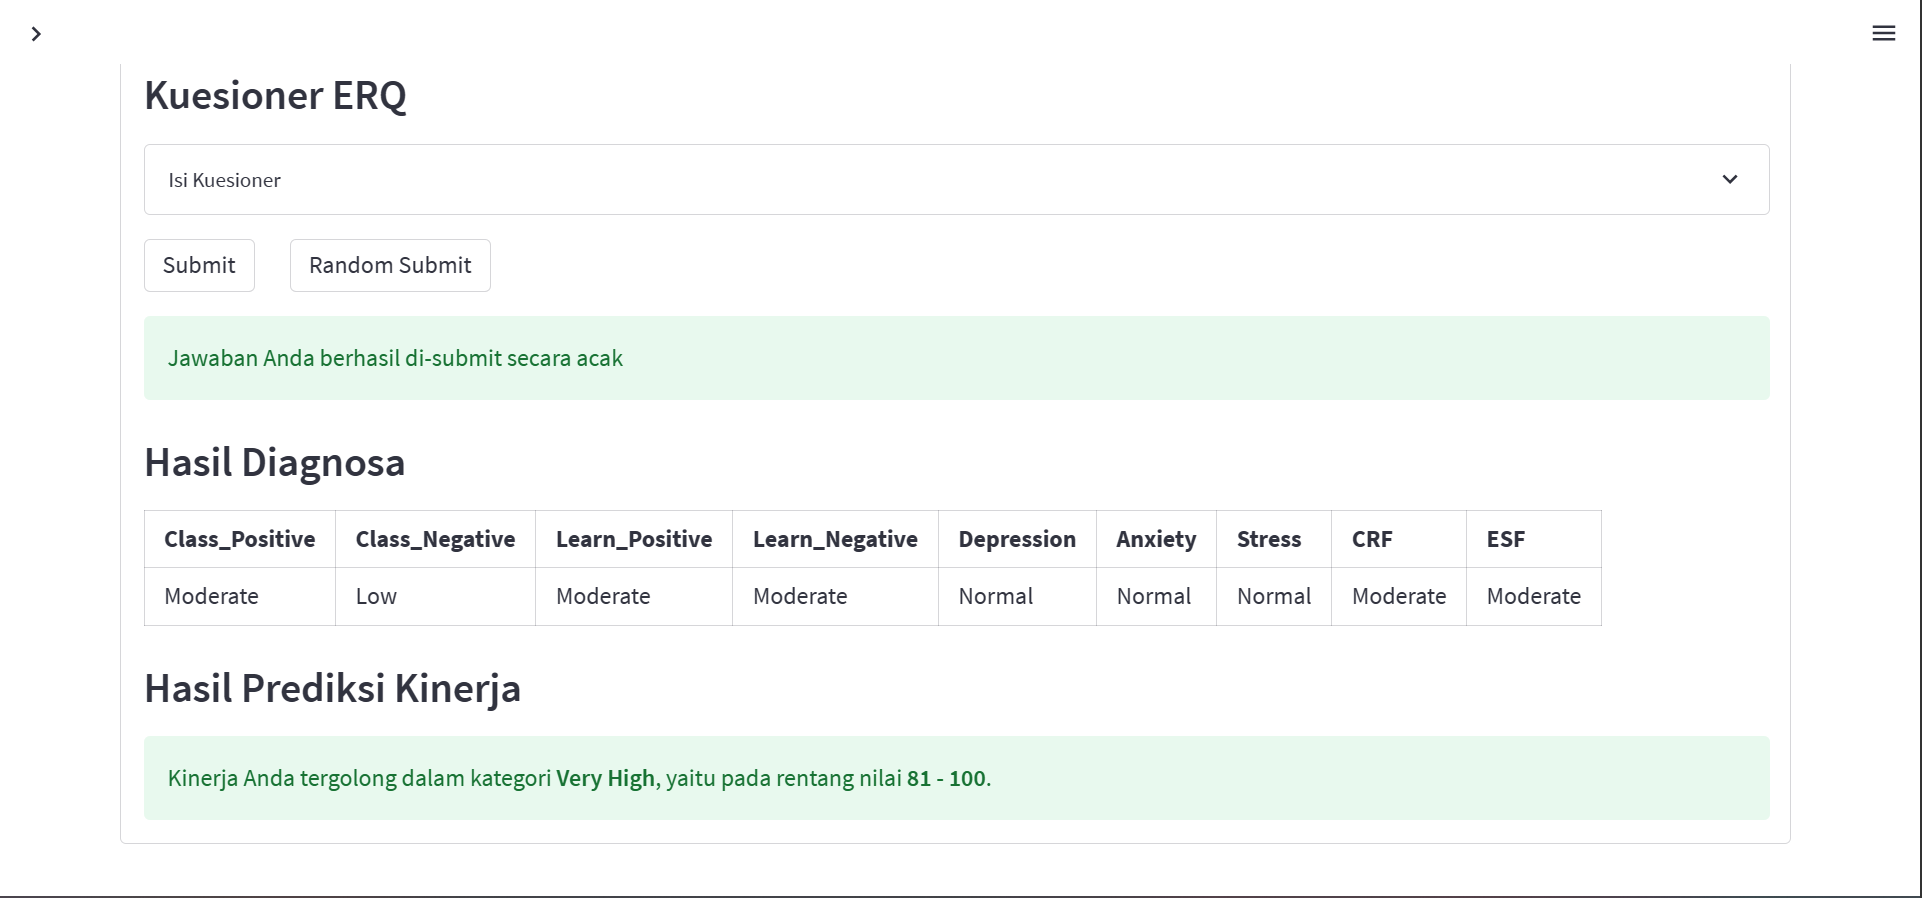 Kuesioner ERQ
Isi Kuesioner
Submit Random Submit
Jawaban Anda berhasil di-submit secara acak
Hasil Diagnosa
Class_Positive Class_Negative Learn_Positive Learn_Negative Depression Anxiety Stress CRF ESF
Moderate Low Moderate Moderate Normal Normal Normal Moderate Moderate
Hasil Prediksi Kinerja
Kinerja Anda tergolong dalam kategori Very High, yaitu pada rentang nilai 81 - 100.